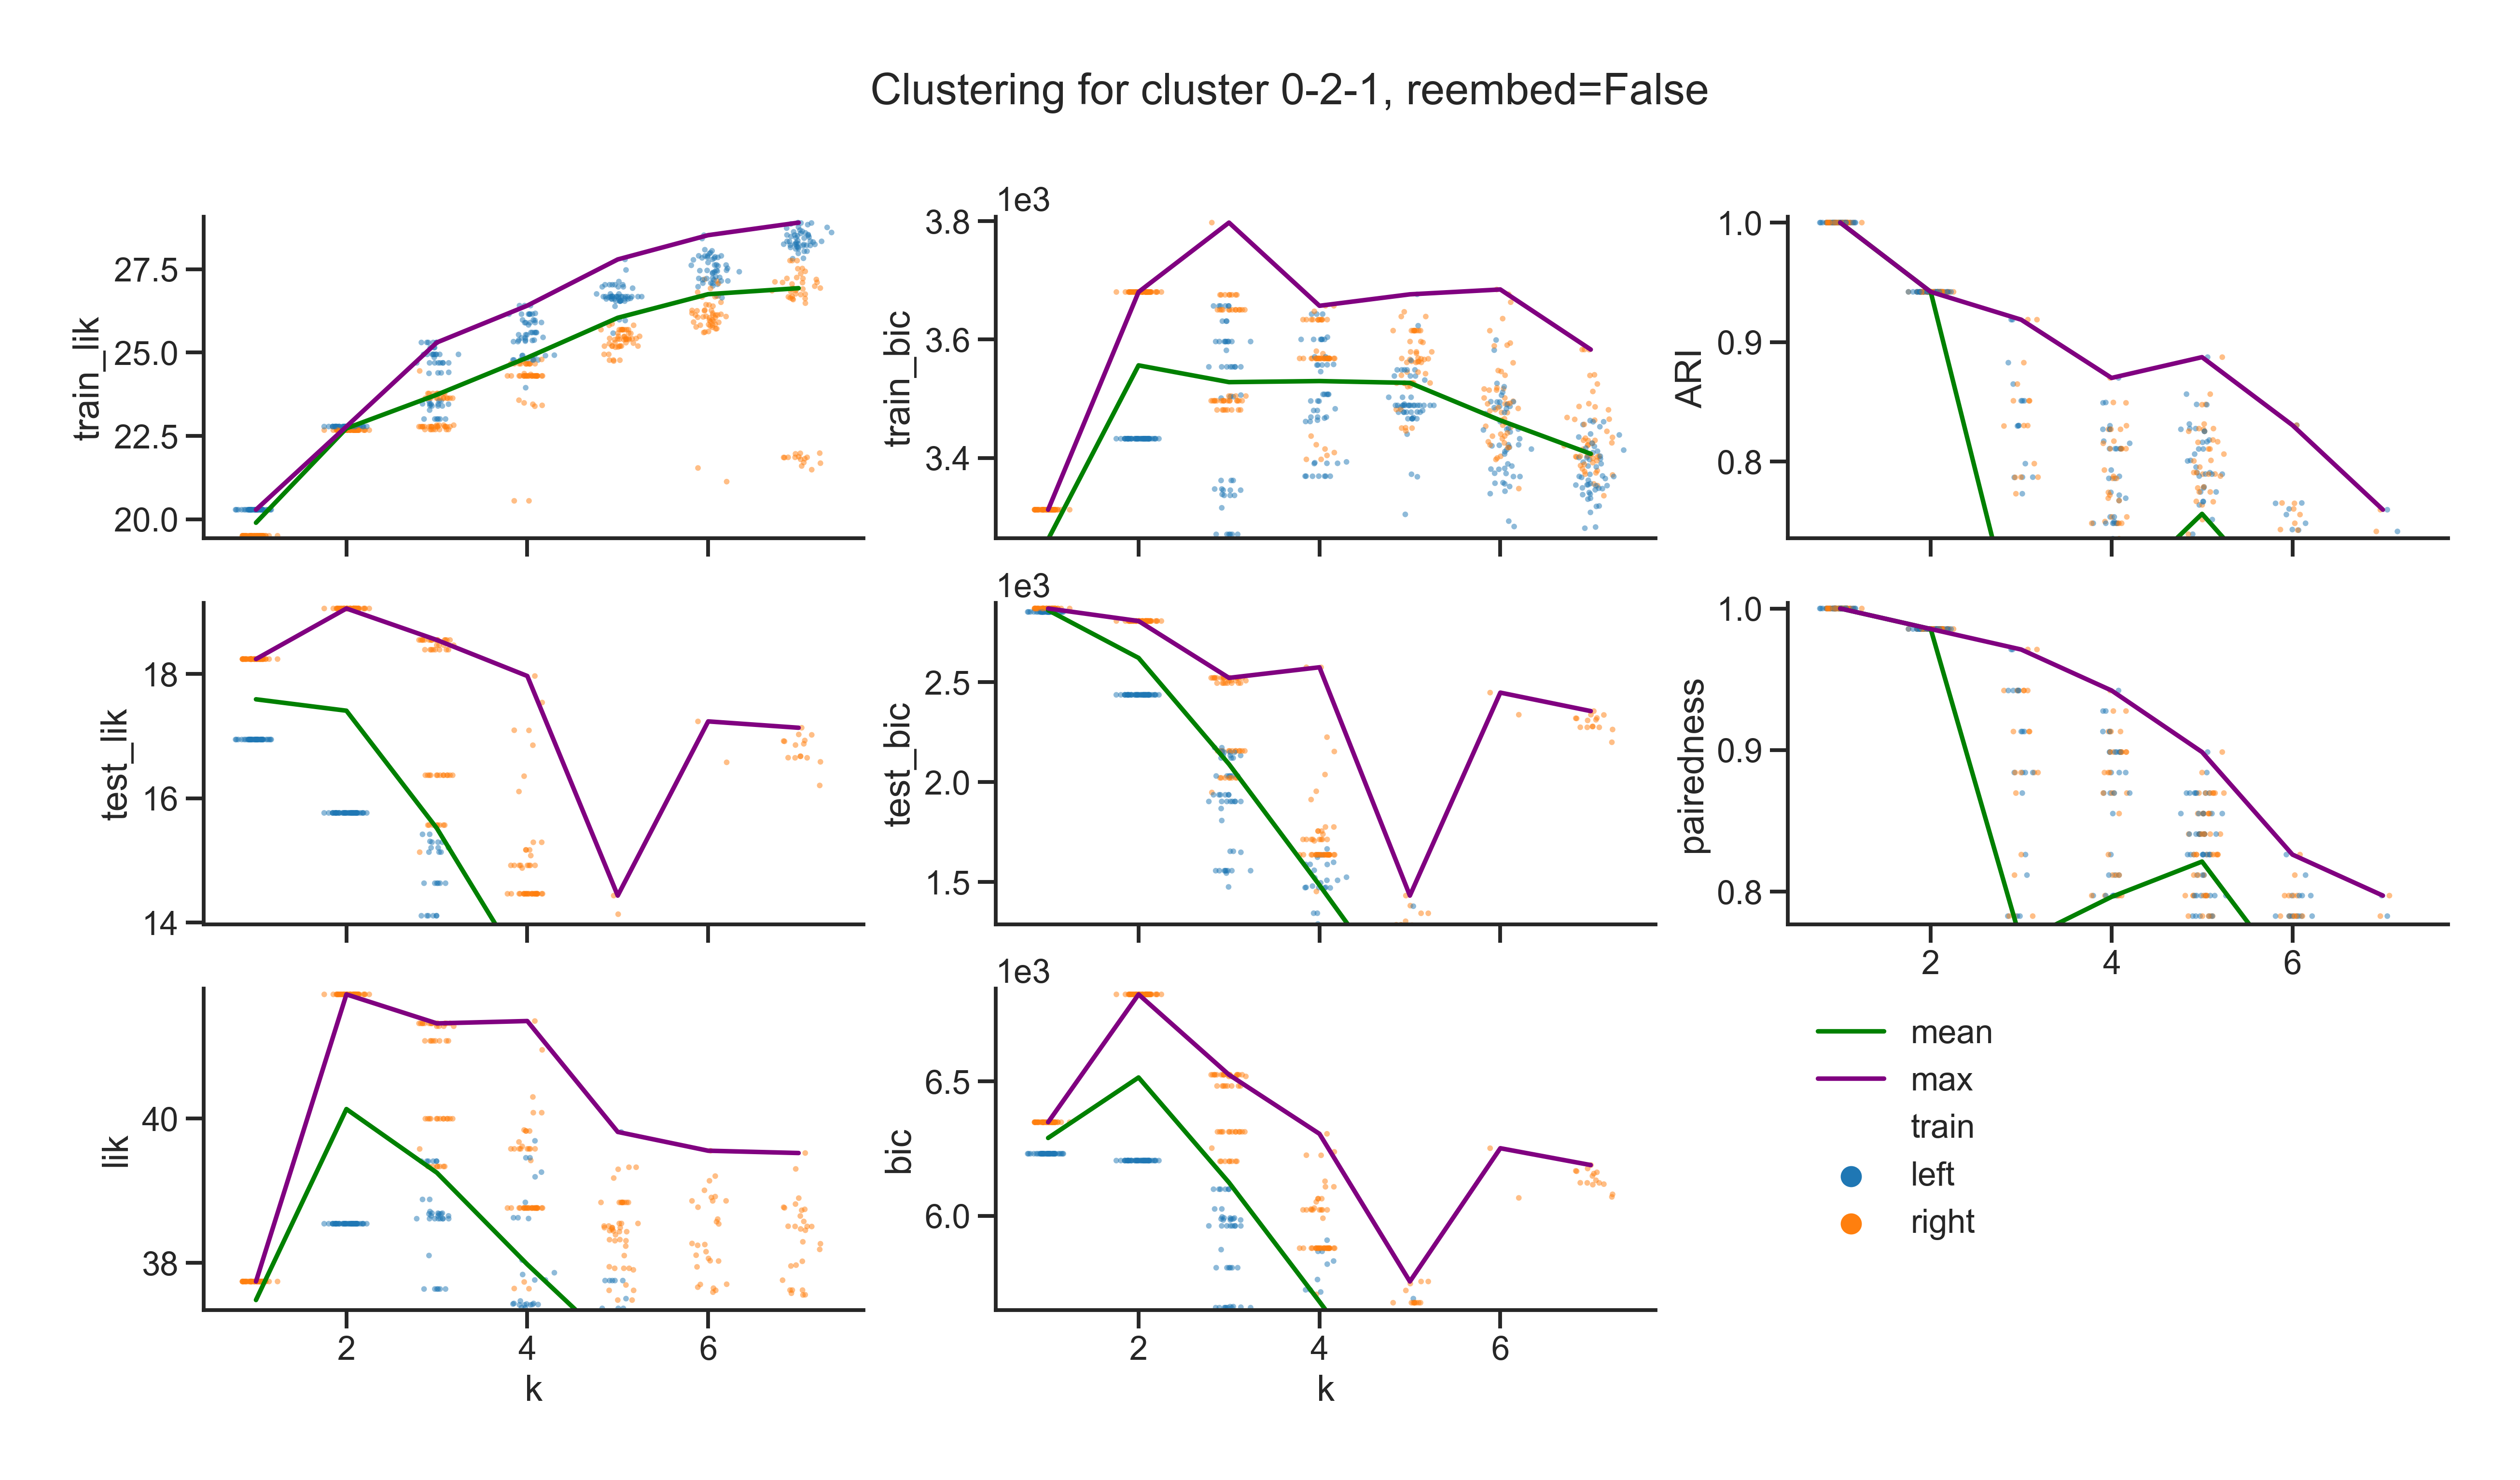 Clustering for cluster 0-2-1, reembed=False
train_lik
27.5
25.0
22.5
20.0
1e3
train_bic
3.8
3.6
3.4
ARI
1.0
0.9
0.8
2
4
6
test_lik
18
16
14
1e3
test_bic
2.5
2.0
1.5
pairedness
1.0
0.9
0.8
2
4
6
lik
40
38
2
4
6
k
1e3
bic
6.5
6.0
2
4
6
k
mean
max
train
left
right